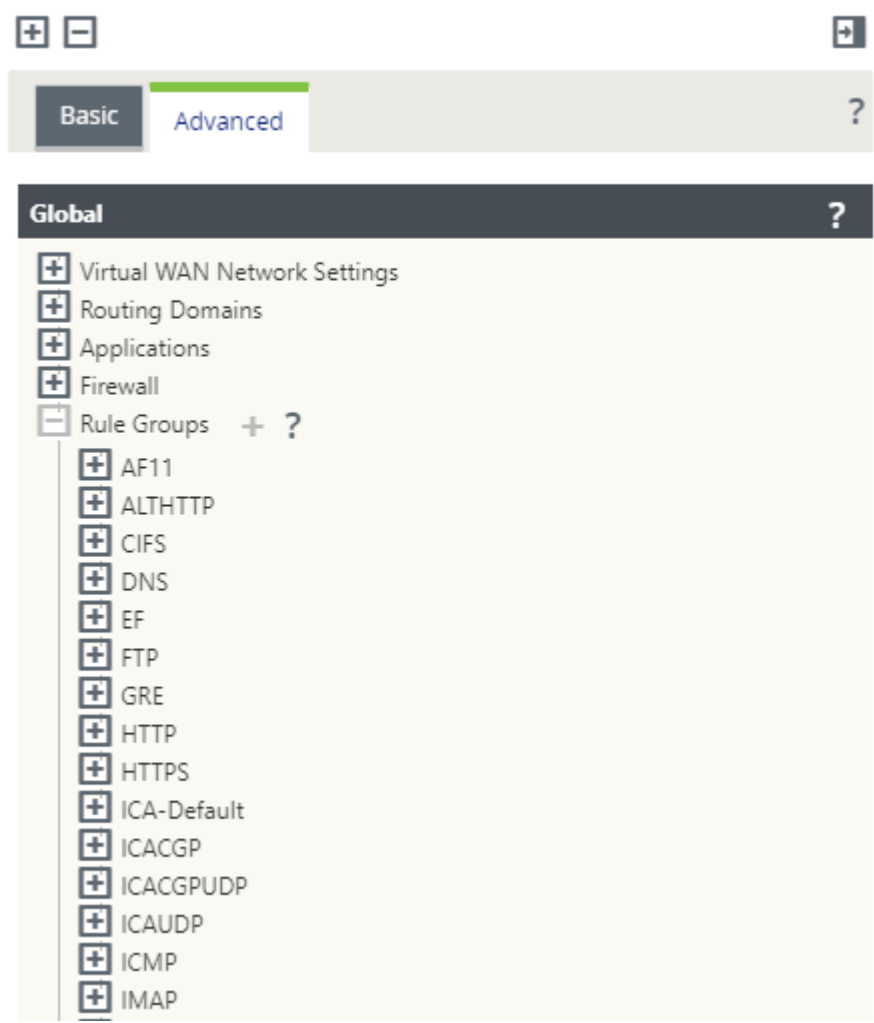 Basic Advanced ?
Global ?
Virtual WAN Network Settings
Routing Domains
Applications
Firewall
Rule Groups + ?
AF11
ALTHTTP
CIFS
DNS
EF
FTP
GRE
HTTP
HTTPS
ICA-Default
ICACGP
ICACGPUDP
ICAUDP
ICMP
IMAP